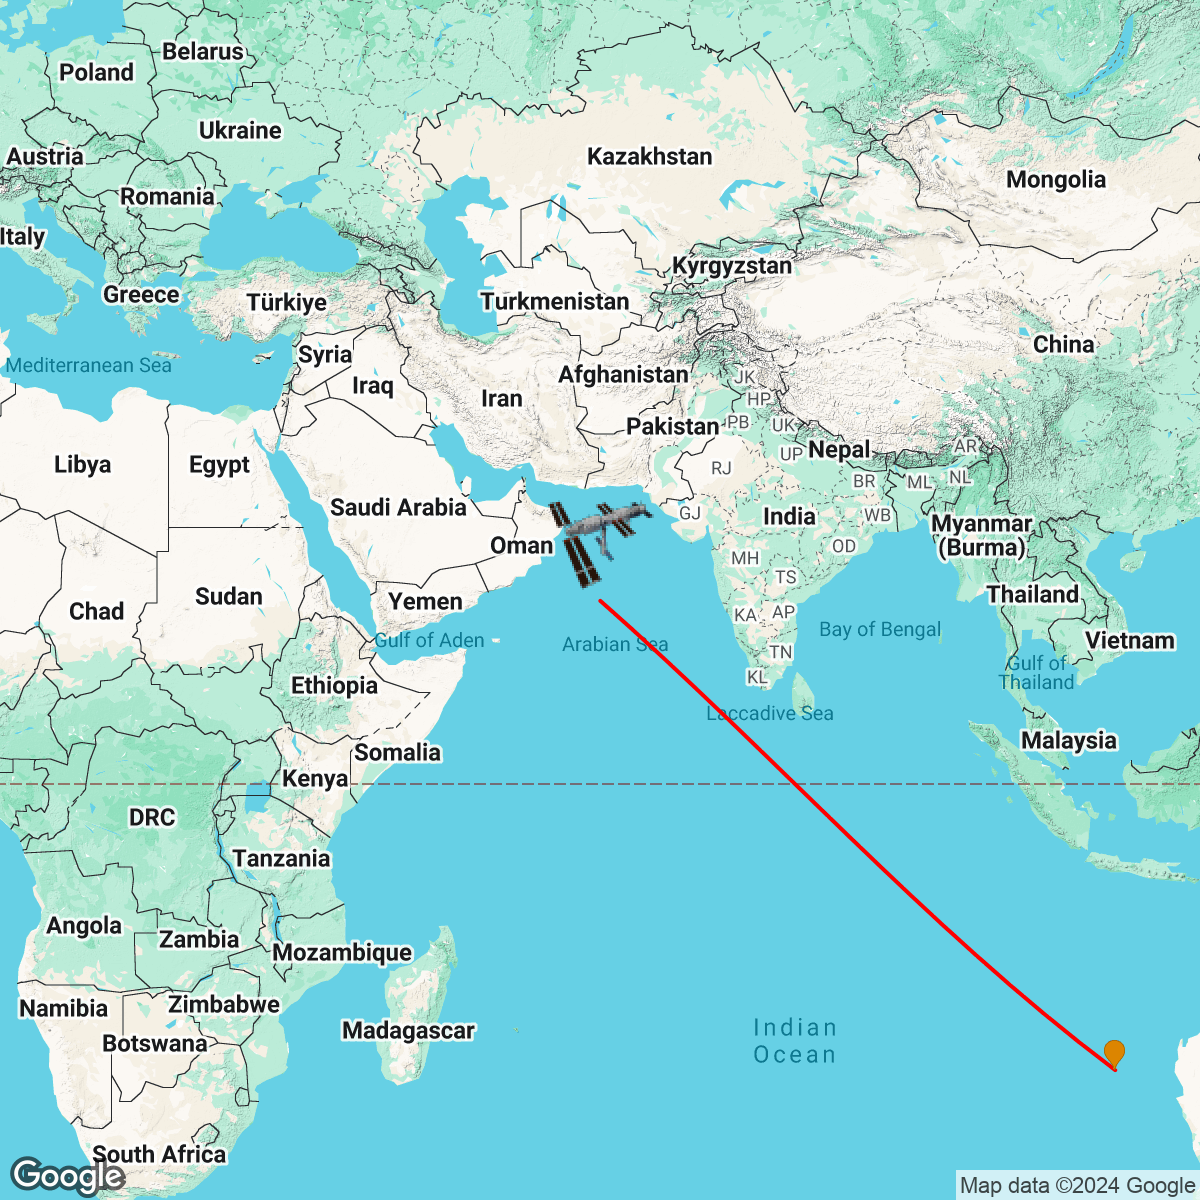 Belarus
Poland
Ukraine
Austria
Kazakhstan
Mongolia
Romania
Italy
Kyrgyzstan
Greece
Türkiye
Turkmenistan
China
Syria
Mediterranean Sea
Afghanistan
JK
Iraq
Iran
HP
Pakistan
PB
UK
Nepal
AR
UP
Libya
Egypt
RJ
BR
ML
NL
Saudi Arabia
GJ
India
WB
Myanmar
(Burma)
Oman
OD
MH
TS
Thailand
Sudan
Yemen
Chad
KA
AP
Bay of Bengal
Gulf of Aden
Arabian Sea
Vietnam
TN
Gulf of
Thailand
KL
Ethiopia
Laccadive Sea
Malaysia
Somalia
Kenya
DRC
Tanzania
Angola
Zambia
Mozambique
Namibia
Zimbabwe
Madagascar
Indian
Ocean
Botswana
South Africa
Google
Map data ©2024 Google